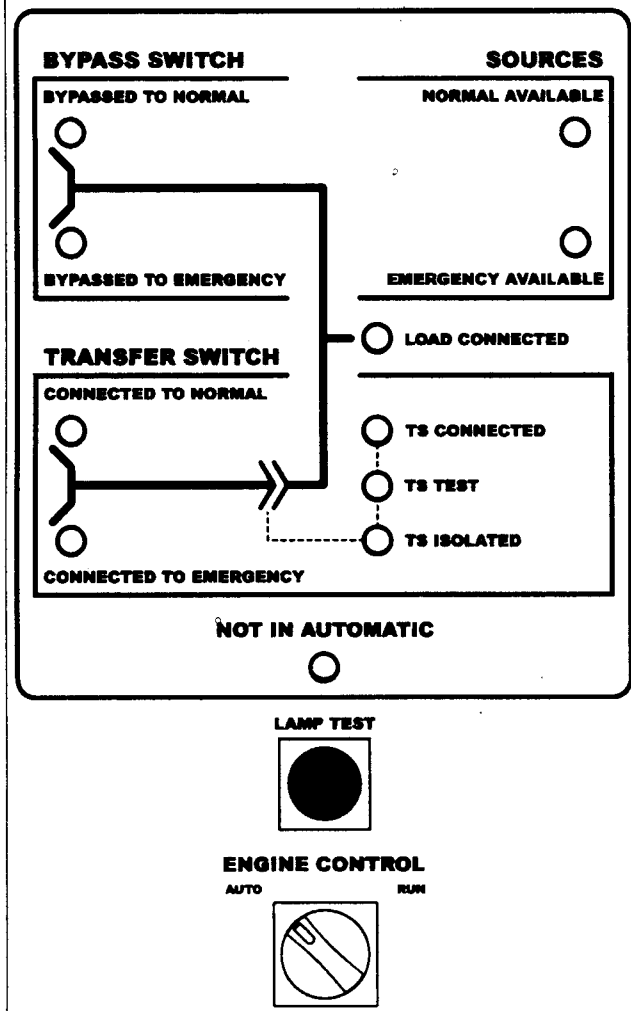 BYPASS SWITCH
SOURCES
BYPASSED TO NORMAL
NORMAL AVAILABLE
BYPASSED TO EMERGENCY
EMERGENCY AVAILABLE
LOAD CONNECTED
TRANSFER SWITCH
CONNECTED TO NORMAL
TS CONNECTED
TS TEST
TS ISOLATED
CONNECTED TO EMERGENCY
NOT IN AUTOMATIC
LAMP TEST
ENGINE CONTROL
AUTO
RUN